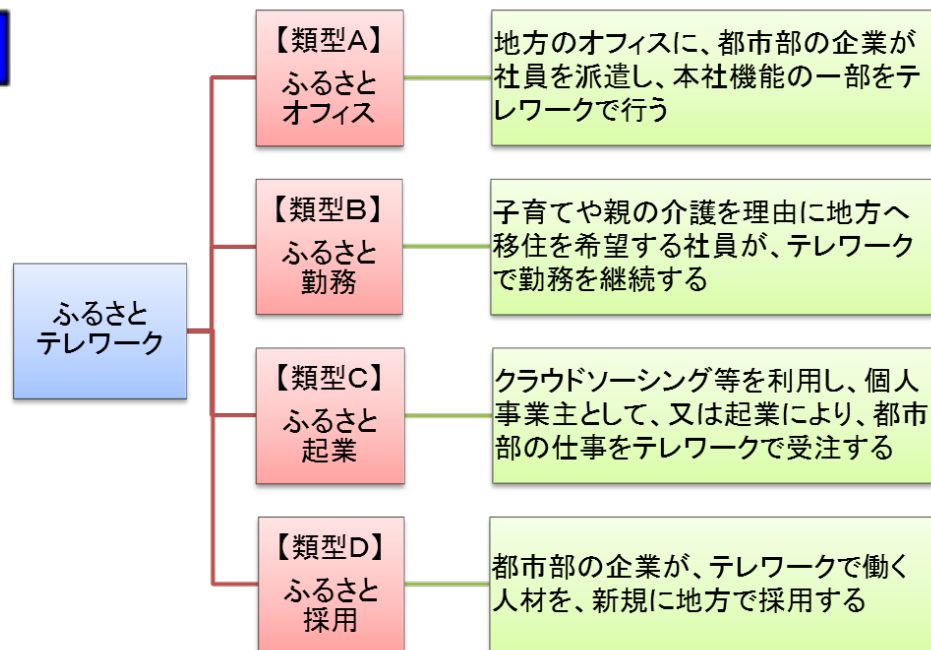 ふるさと
テレワーク
【類型A】
ふるさと
オフィス
地方のオフィスに、都市部の企業が
社員を派遣し、本社機能の一部をテ
レワークで行う
【類型B】
ふるさと
勤務
子育てや親の介護を理由に地方へ
移住を希望する社員が、テレワーク
で勤務を継続する
【類型C】
ふるさと
起業
クラウドソーシング等を利用し、個人
事業主として、又は起業により、都市
部の仕事をテレワークで受注する
【類型D】
ふるさと
採用
都市部の企業が、テレワークで働く
人材を、新規に地方で採用する